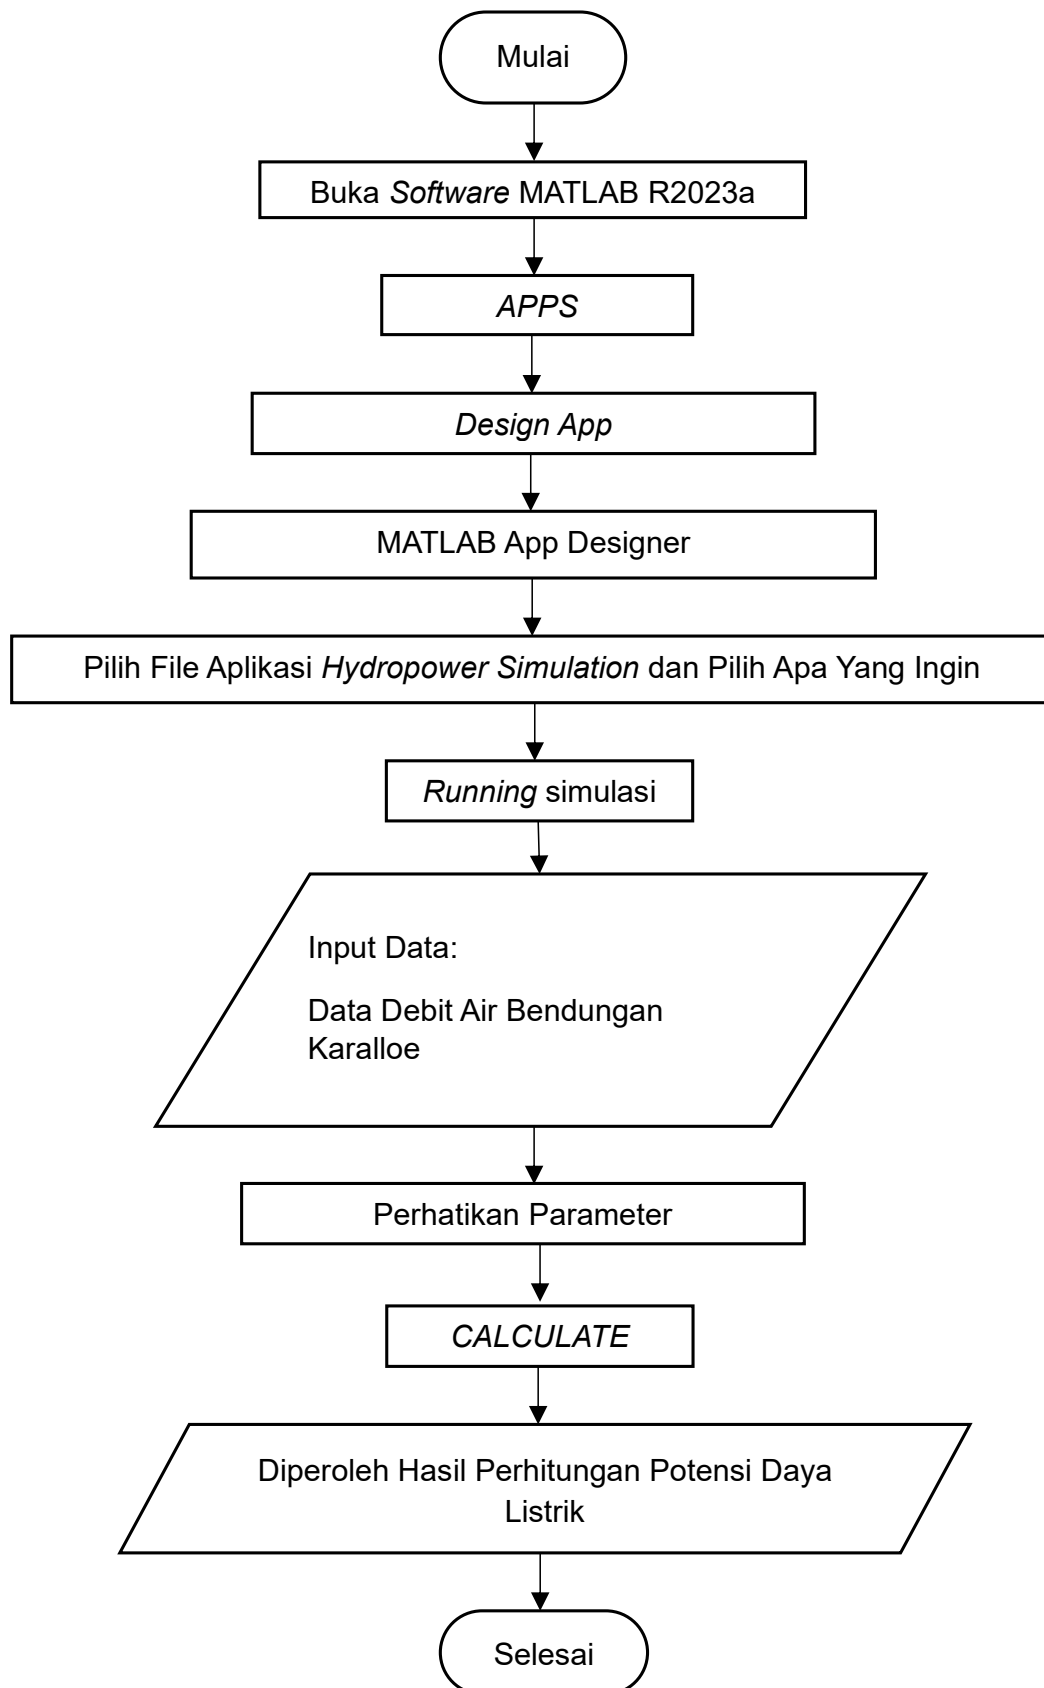 Mulai
Buka Software MATLAB R2023a
APPS
Design App
MATLAB App Designer
Pilih File Aplikasi Hydropower Simulation dan Pilih Apa Yang Ingin
Running simulasi
Input Data:
Data Debit Air Bendungan
Karalloe
Perhatikan Parameter
CALCULATE
Diperoleh Hasil Perhitungan Potensi Daya
Listrik
Selesai